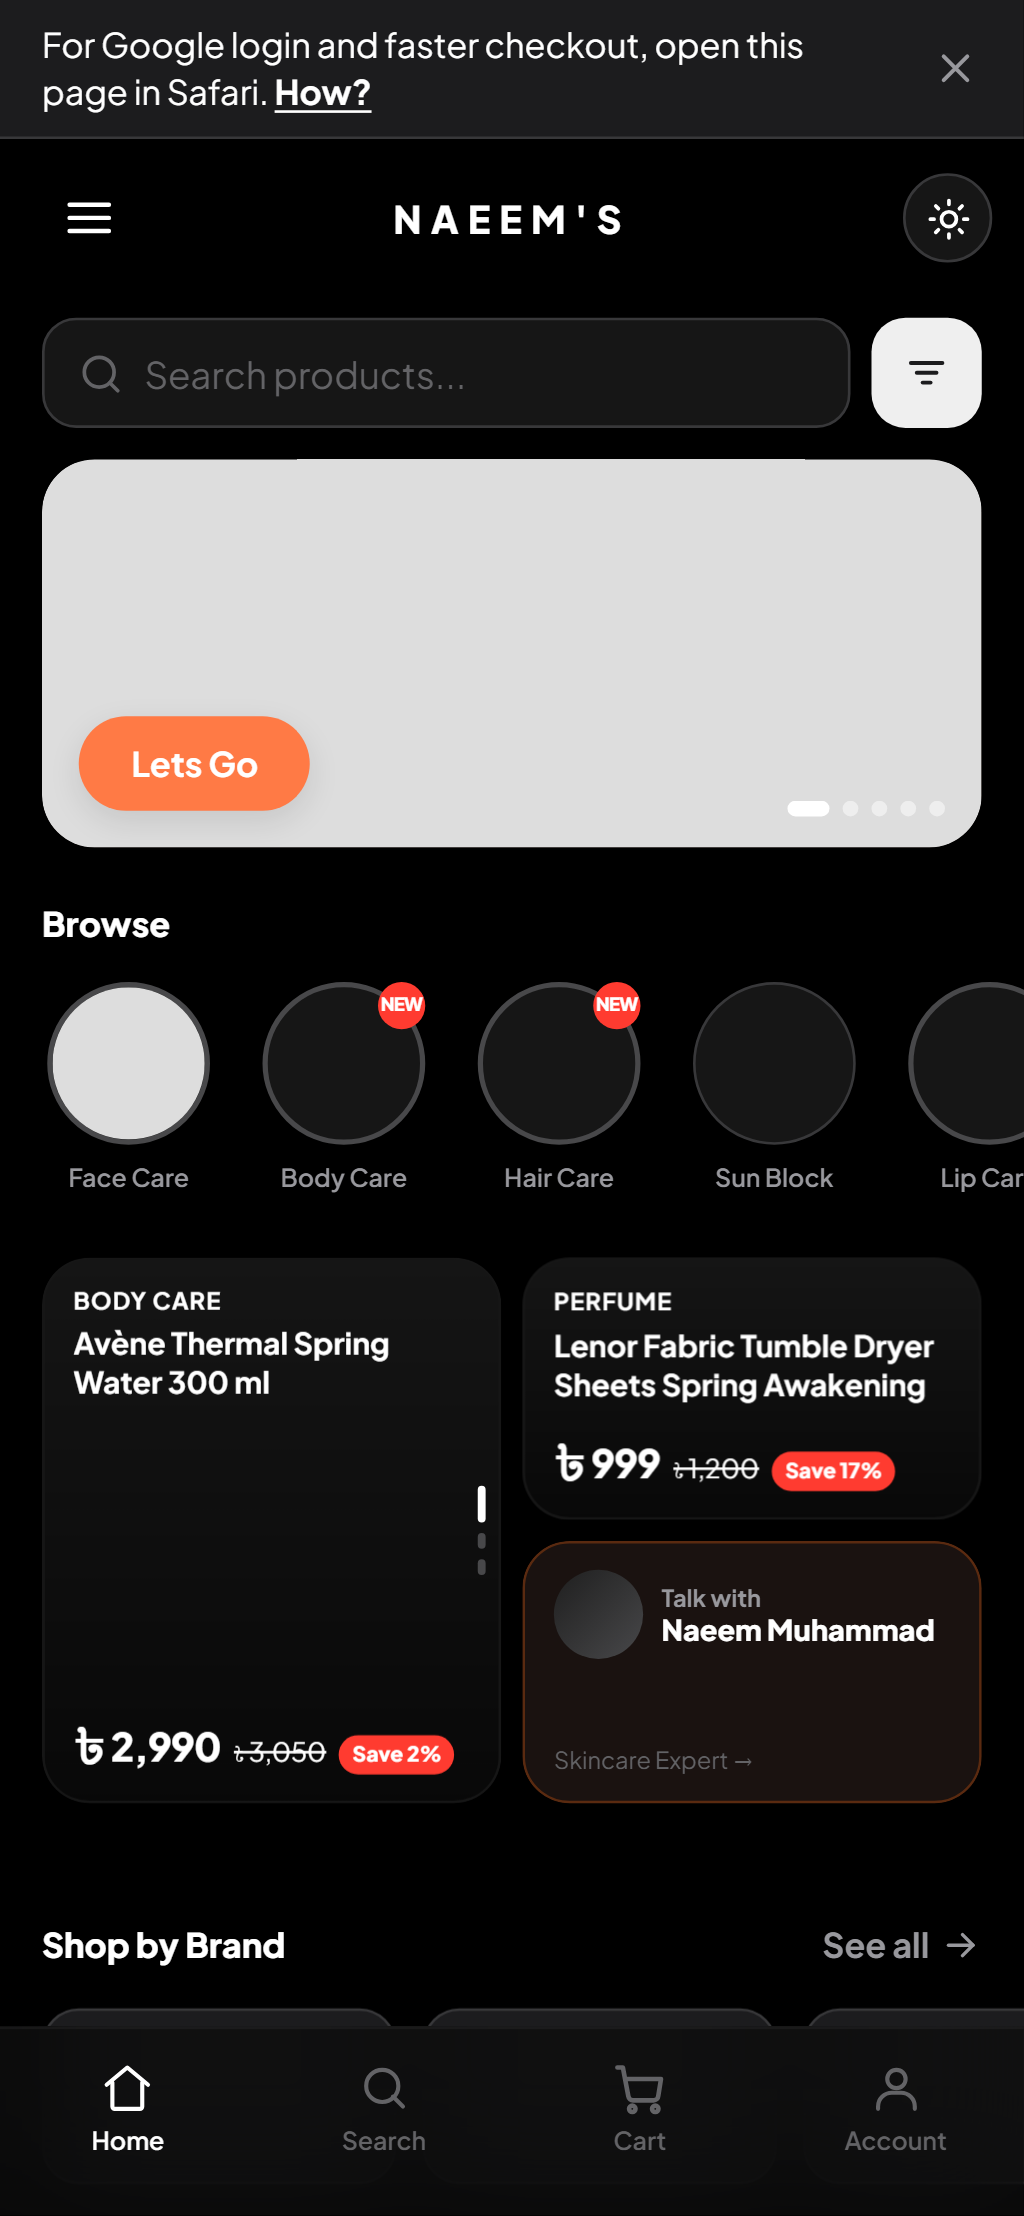 For Google login and faster checkout, open this
page in Safari. How?
NAEEM'S
Search products...
Lets Go
Browse
NEW
NEW
Face Care
Body Care
Hair Care
Sun Block
Lip Car
BODY CARE
Avène Thermal Spring
Water 300 ml
৳ 2,990 ৳ 3,050 Save 2%
PERFUME
Lenor Fabric Tumble Dryer
Sheets Spring Awakening
৳ 999 ৳ 1,200 Save 17%
Talk with
Naeem Muhammad
Skincare Expert →
Shop by Brand
See all →
Home
Search
Cart
Account